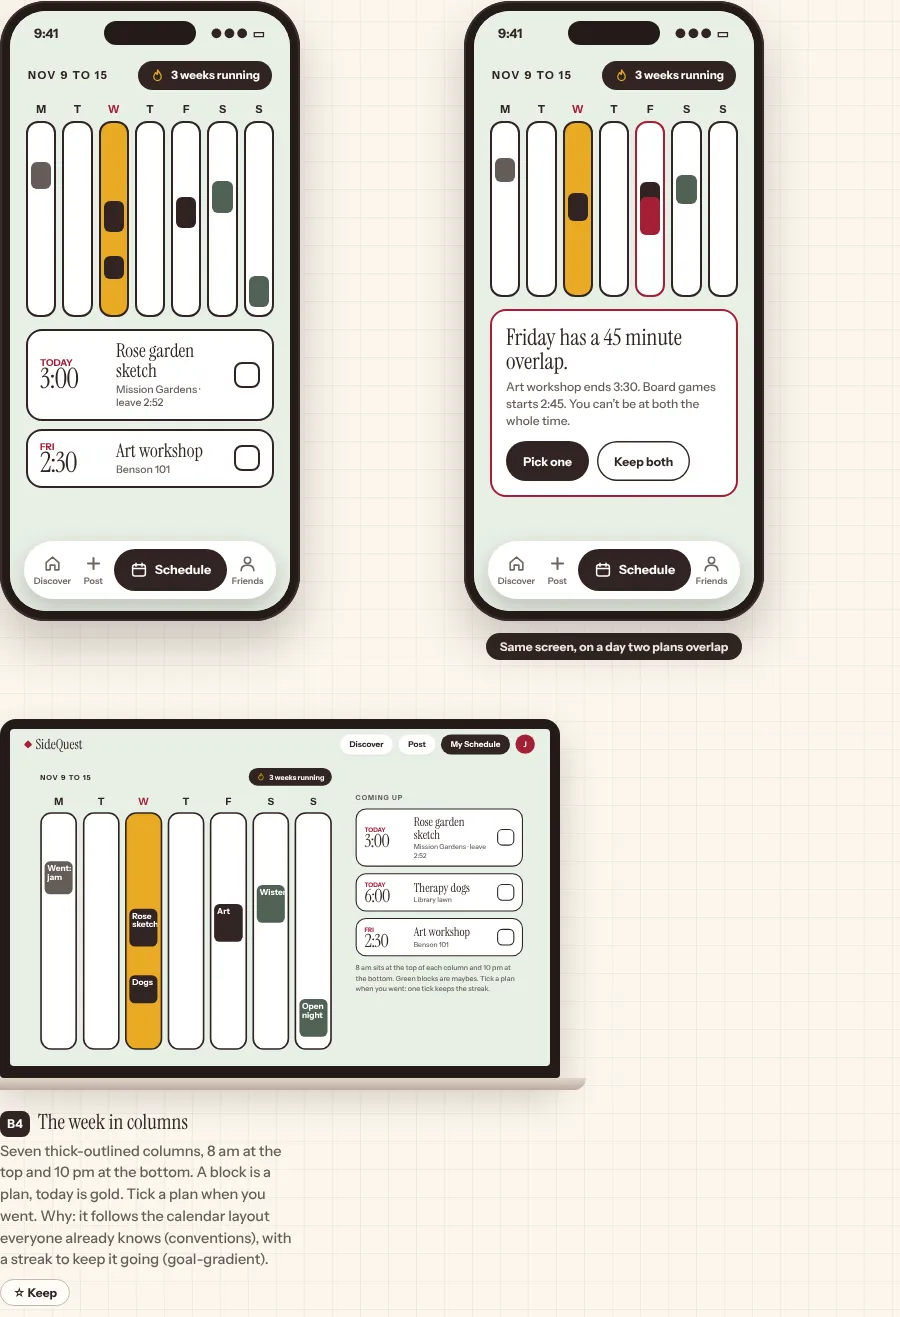 9:41
NOV 9 TO 15
3 weeks running
M T W T F S S
TODAY
3:00
Rose garden
sketch
Mission Gardens ·
leave 2:52
FRI
2:30
Art workshop
Benson 101
Discover
Post
Schedule
Friends
9:41
NOV 9 TO 15
3 weeks running
M T W T F S S
Friday has a 45 minute
overlap.
Art workshop ends 3:30. Board games
starts 2:45. You can't be at both the
whole time.
Pick one
Keep both
Discover
Post
Schedule
Friends
Same screen, on a day two plans overlap
SideQuest
Discover
Post
My Schedule
J
NOV 9 TO 15
3 weeks running
M T W T F S S
Went:
jam
Rose
sketch
Dogs
Art
Wister
Open
night
COMING UP
TODAY
3:00
Rose garden
sketch
Mission Gardens · leave
2:52
TODAY
6:00
Therapy dogs
Library lawn
FRI
2:30
Art workshop
Benson 101
8 am sits at the top of each column and 10 pm at
the bottom. Green blocks are maybes. Tick a plan
when you went: one tick keeps the streak.
B4
The week in columns
Seven thick-outlined columns, 8 am at the
top and 10 pm at the bottom. A block is a
plan, today is gold. Tick a plan when you
went. Why: it follows the calendar layout
everyone already knows (conventions), with
a streak to keep it going (goal-gradient).
☆ Keep